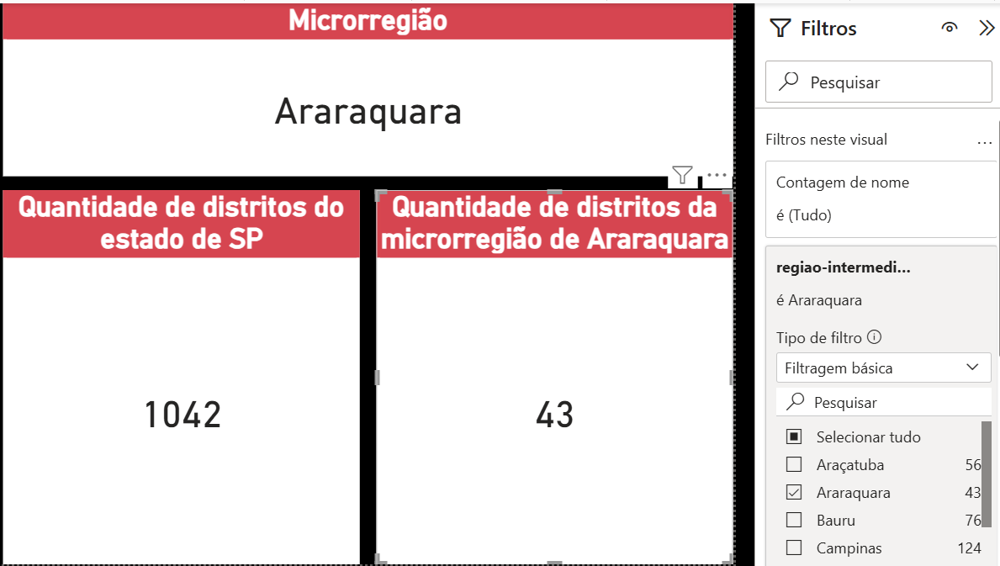 Microrregião
Araraquara
Quantidade de distritos do
estado de SP
1042
Quantidade de distritos da
microrregião de Araraquara
43
Filtros
Pesquisar
Filtros neste visual
...
Contagem de nome
é (Tudo)
regiao-intermedi...
é Araraquara
Tipo de filtro
Filtragem básica
Pesquisar
Selecionar tudo
Araçatuba 56
Araraquara 43
Bauru 76
Campinas 124